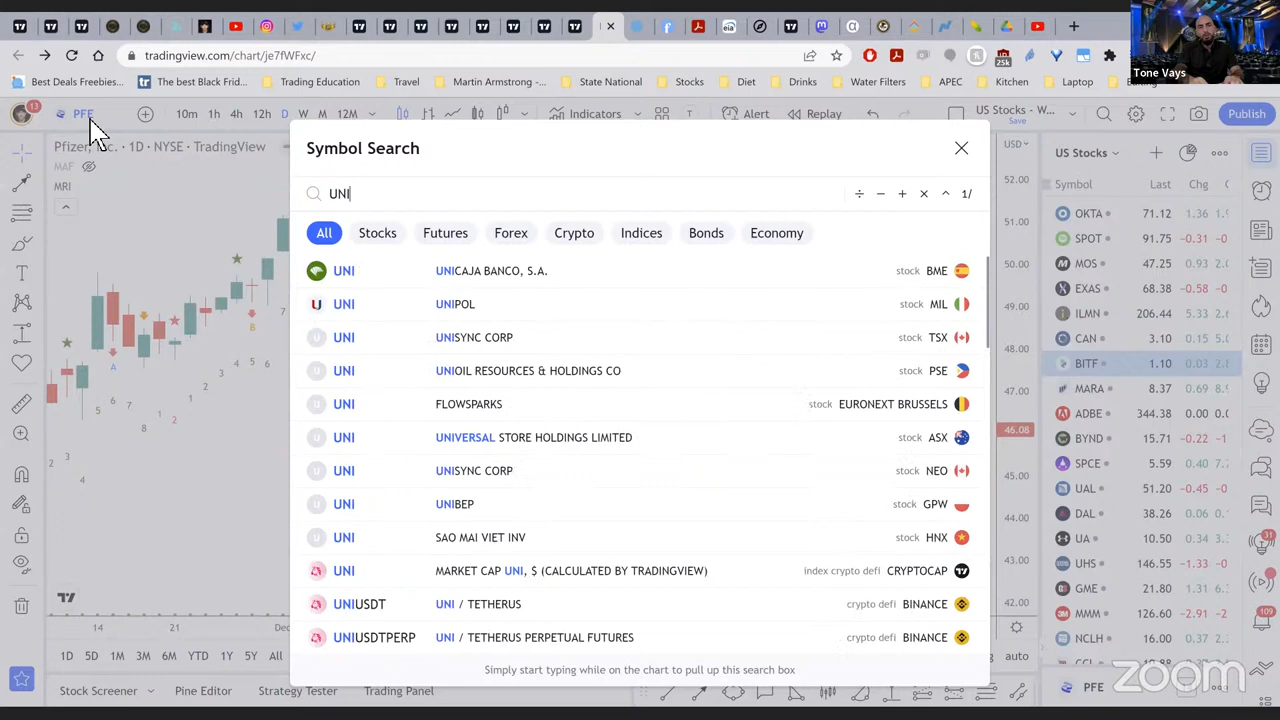 Tone Vays
tradingview.com/chart/je7fWFxc/
25k
Best Deals Freebies...
The best Black Frid...
Trading Education
Travel
Martin Armstrong -...
State National
Stocks
Diet
Drinks
Water Filters
APEC
Kitchen
Laptop
13
PFE
10m 1h 4h 12h D W M 12M
Indicators
Alert
Replay
US Stocks - W...
Save
Publish
Pfizer, Inc. · 1D · NYSE · TradingView
MAF
MRI
Symbol Search
UNI
1/
All Stocks Futures Forex Crypto Indices Bonds Economy
UNI UNICAJA BANCO, S.A. stock BME
UNI UNIPOL stock MIL
UNI UNISYNC CORP stock TSX
UNI UNIOIL RESOURCES & HOLDINGS CO stock PSE
UNI FLOWSPARKS stock EURONEXT BRUSSELS
UNI UNIVERSAL STORE HOLDINGS LIMITED stock ASX
UNI UNISYNC CORP stock NEO
UNI UNIBEP stock GPW
UNI SAO MAI VIET INV stock HNX
UNI MARKET CAP UNI, $ (CALCULATED BY TRADINGVIEW) index crypto defi CRYPTOCAP
UNIUSDT UNI / TETHERUS crypto defi BINANCE
UNIUSDTPERP UNI / TETHERUS PERPETUAL FUTURES crypto defi BINANCE
Simply start typing while on the chart to pull up this search box
USD
52.00
51.00
50.00
49.00
48.00
47.00
46.08
45.00
44.00
43.00
42.00
auto
US Stocks
Symbol Last Chg
OKTA 71.12 1.36
SPOT 91.75 -0.31
MOS 47.25 0.93
EXAS 68.38 -0.58
ILMN 206.44 5.33
CAN 3.10 0.15
BITF 1.10 0.03
MARA 8.37 0.69
ADBE 344.38 0.00
BYND 15.71 -0.22
SPCE 5.59 0.40
UAL 51.20 -0.45
DAL 38.26 0.06
UA 10.50 0.34
UHS 146.55 -1.33
GME 21.80 1.31
MMM 126.60 -2.91
NCLH 16.00 0.37
31
109
PFE
14 21
1D 5D 1M 3M 6M YTD 1Y 5Y All
Stock Screener
Pine Editor
Strategy Tester
Trading Panel
zoom